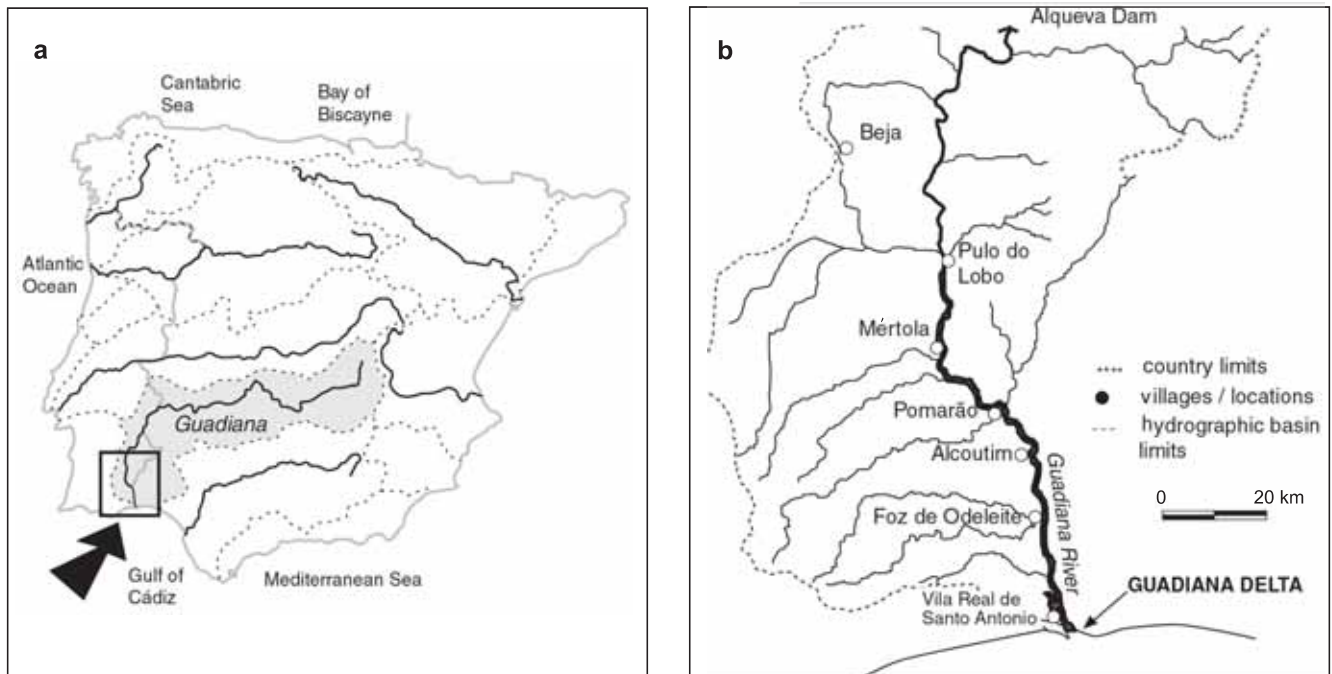 a
Cantabric
Sea
Bay of
Biscayne
Atlantic
Ocean
Guadiana
Gulf of
Cádiz
Mediterranean Sea
b
Alqueva Dam
Beja
Pulo do
Lobo
Mértola
Pomarão
Alcoutim
Foz de Odeleite
Guadiana River
Vila Real de
Santo Antonio
GUADIANA DELTA
country limits
villages / locations
hydrographic basin
limits
0 20 km